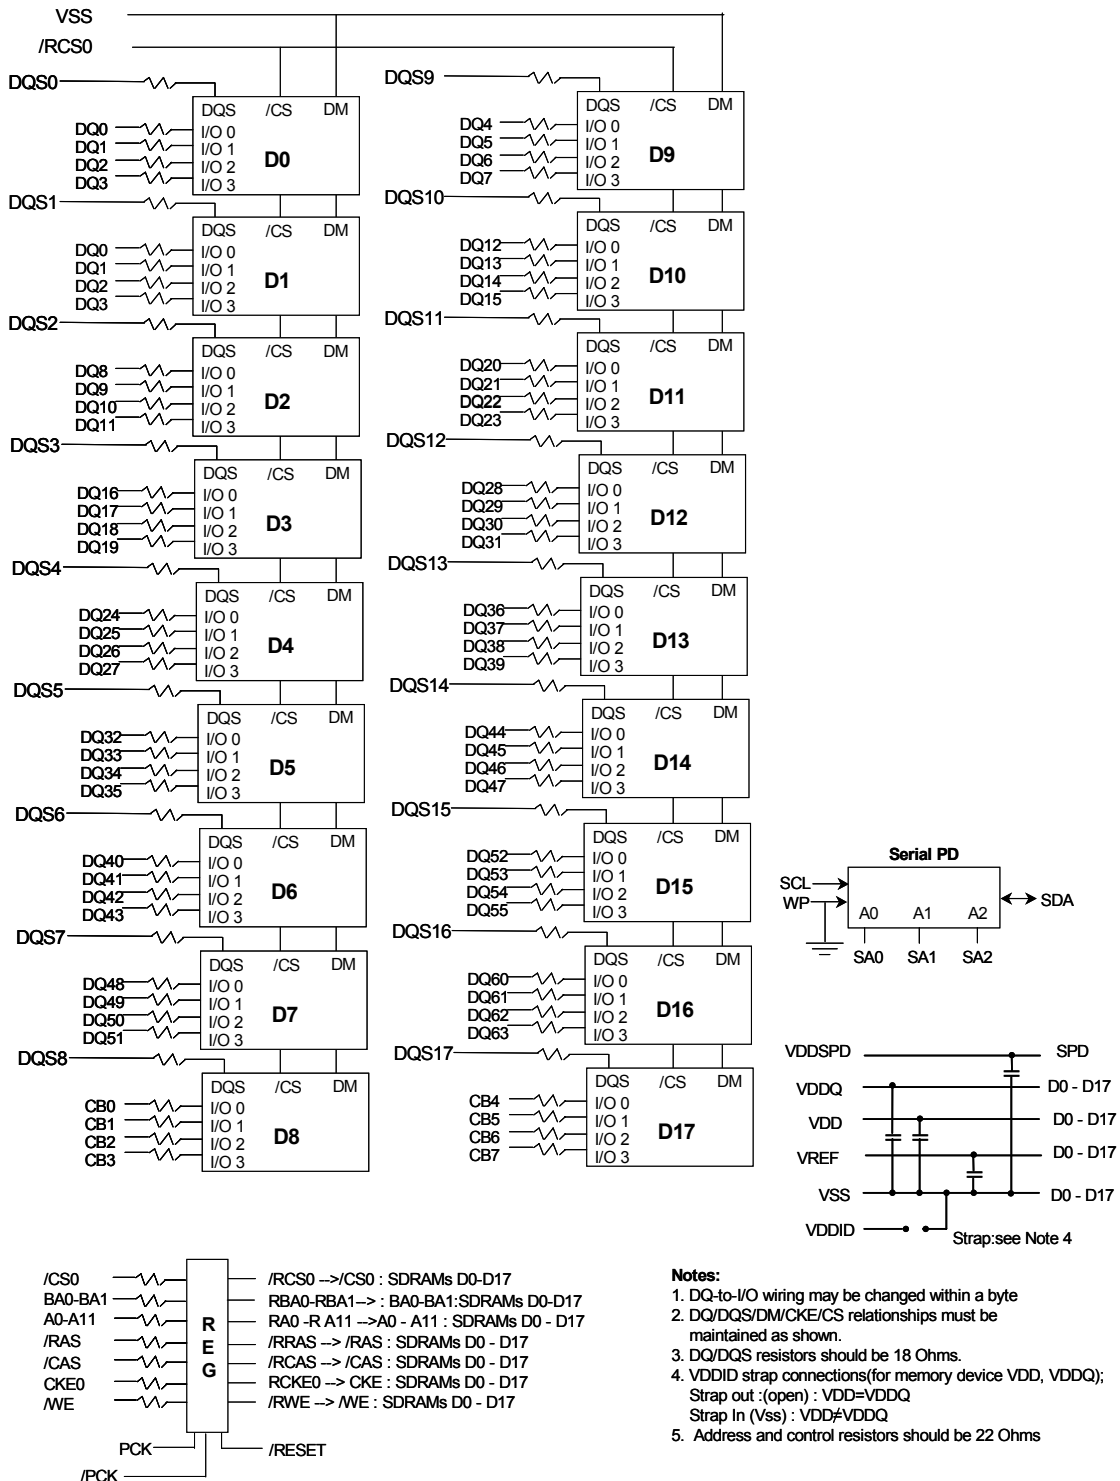 VSS
/RCS0
DQS0
DQS /CS DM
DQ0 I/O 0
DQ1 I/O 1
DQ2 I/O 2
DQ3 I/O 3
D0
DQS1
DQS /CS DM
DQ0 I/O 0
DQ1 I/O 1
DQ2 I/O 2
DQ3 I/O 3
D1
DQS2
DQS /CS DM
DQ8 I/O 0
DQ9 I/O 1
DQ10 I/O 2
DQ11 I/O 3
D2
DQS3
DQS /CS DM
DQ16 I/O 0
DQ17 I/O 1
DQ18 I/O 2
DQ19 I/O 3
D3
DQS4
DQS /CS DM
DQ24 I/O 0
DQ25 I/O 1
DQ26 I/O 2
DQ27 I/O 3
D4
DQS5
DQS /CS DM
DQ32 I/O 0
DQ33 I/O 1
DQ34 I/O 2
DQ35 I/O 3
D5
DQS6
DQS /CS DM
DQ40 I/O 0
DQ41 I/O 1
DQ42 I/O 2
DQ43 I/O 3
D6
DQS7
DQS /CS DM
DQ48 I/O 0
DQ49 I/O 1
DQ50 I/O 2
DQ51 I/O 3
D7
DQS8
DQS /CS DM
CB0 I/O 0
CB1 I/O 1
CB2 I/O 2
CB3 I/O 3
D8
DQS9
DQS /CS DM
DQ4 I/O 0
DQ5 I/O 1
DQ6 I/O 2
DQ7 I/O 3
D9
DQS10
DQS /CS DM
DQ12 I/O 0
DQ13 I/O 1
DQ14 I/O 2
DQ15 I/O 3
D10
DQS11
DQS /CS DM
DQ20 I/O 0
DQ21 I/O 1
DQ22 I/O 2
DQ23 I/O 3
D11
DQS12
DQS /CS DM
DQ28 I/O 0
DQ29 I/O 1
DQ30 I/O 2
DQ31 I/O 3
D12
DQS13
DQS /CS DM
DQ36 I/O 0
DQ37 I/O 1
DQ38 I/O 2
DQ39 I/O 3
D13
DQS14
DQS /CS DM
DQ44 I/O 0
DQ45 I/O 1
DQ46 I/O 2
DQ47 I/O 3
D14
DQS15
DQS /CS DM
DQ52 I/O 0
DQ53 I/O 1
DQ54 I/O 2
DQ55 I/O 3
D15
DQS16
DQS /CS DM
DQ60 I/O 0
DQ61 I/O 1
DQ62 I/O 2
DQ63 I/O 3
D16
DQS17
DQS /CS DM
CB4 I/O 0
CB5 I/O 1
CB6 I/O 2
CB7 I/O 3
D17
Serial PD
SCL
WP
SDA
A0 A1 A2
SA0 SA1 SA2
VDDSPD SPD
VDDQ D0 - D17
VDD D0 - D17
VREF D0 - D17
VSS D0 - D17
VDDID
Strap:see Note 4
REG
/CS0 /RCS0 -->/CS0 : SDRAMs D0-D17
BA0-BA1 RBA0-RBA1--> : BA0-BA1:SDRAMs D0-D17
A0-A11 RA0 -R A11 -->A0 - A11 : SDRAMs D0 - D17
/RAS /RRAS --> /RAS : SDRAMs D0 - D17
/CAS /RCAS --> /CAS : SDRAMs D0 - D17
CKE0 RCKE0 --> CKE : SDRAMs D0 - D17
/WE /RWE --> /WE : SDRAMs D0 - D17
PCK /RESET
/PCK
Notes:
1. DQ-to-I/O wiring may be changed within a byte
2. DQ/DQS/DM/CKE/CS relationships must be
maintained as shown.
3. DQ/DQS resistors should be 18 Ohms.
4. VDDID strap connections(for memory device VDD, VDDQ);
Strap out :(open) : VDD=VDDQ
Strap In (Vss) : VDD≠VDDQ
5. Address and control resistors should be 22 Ohms